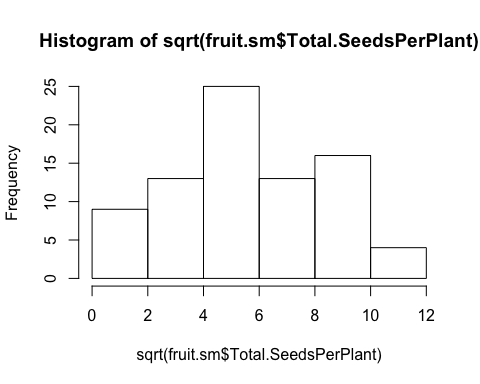 Histogram of sqrt(fruit.sm$Total.SeedsPerPlant)
Frequency
25
20
15
10
5
0
0 2 4 6 8 10 12
sqrt(fruit.sm$Total.SeedsPerPlant)